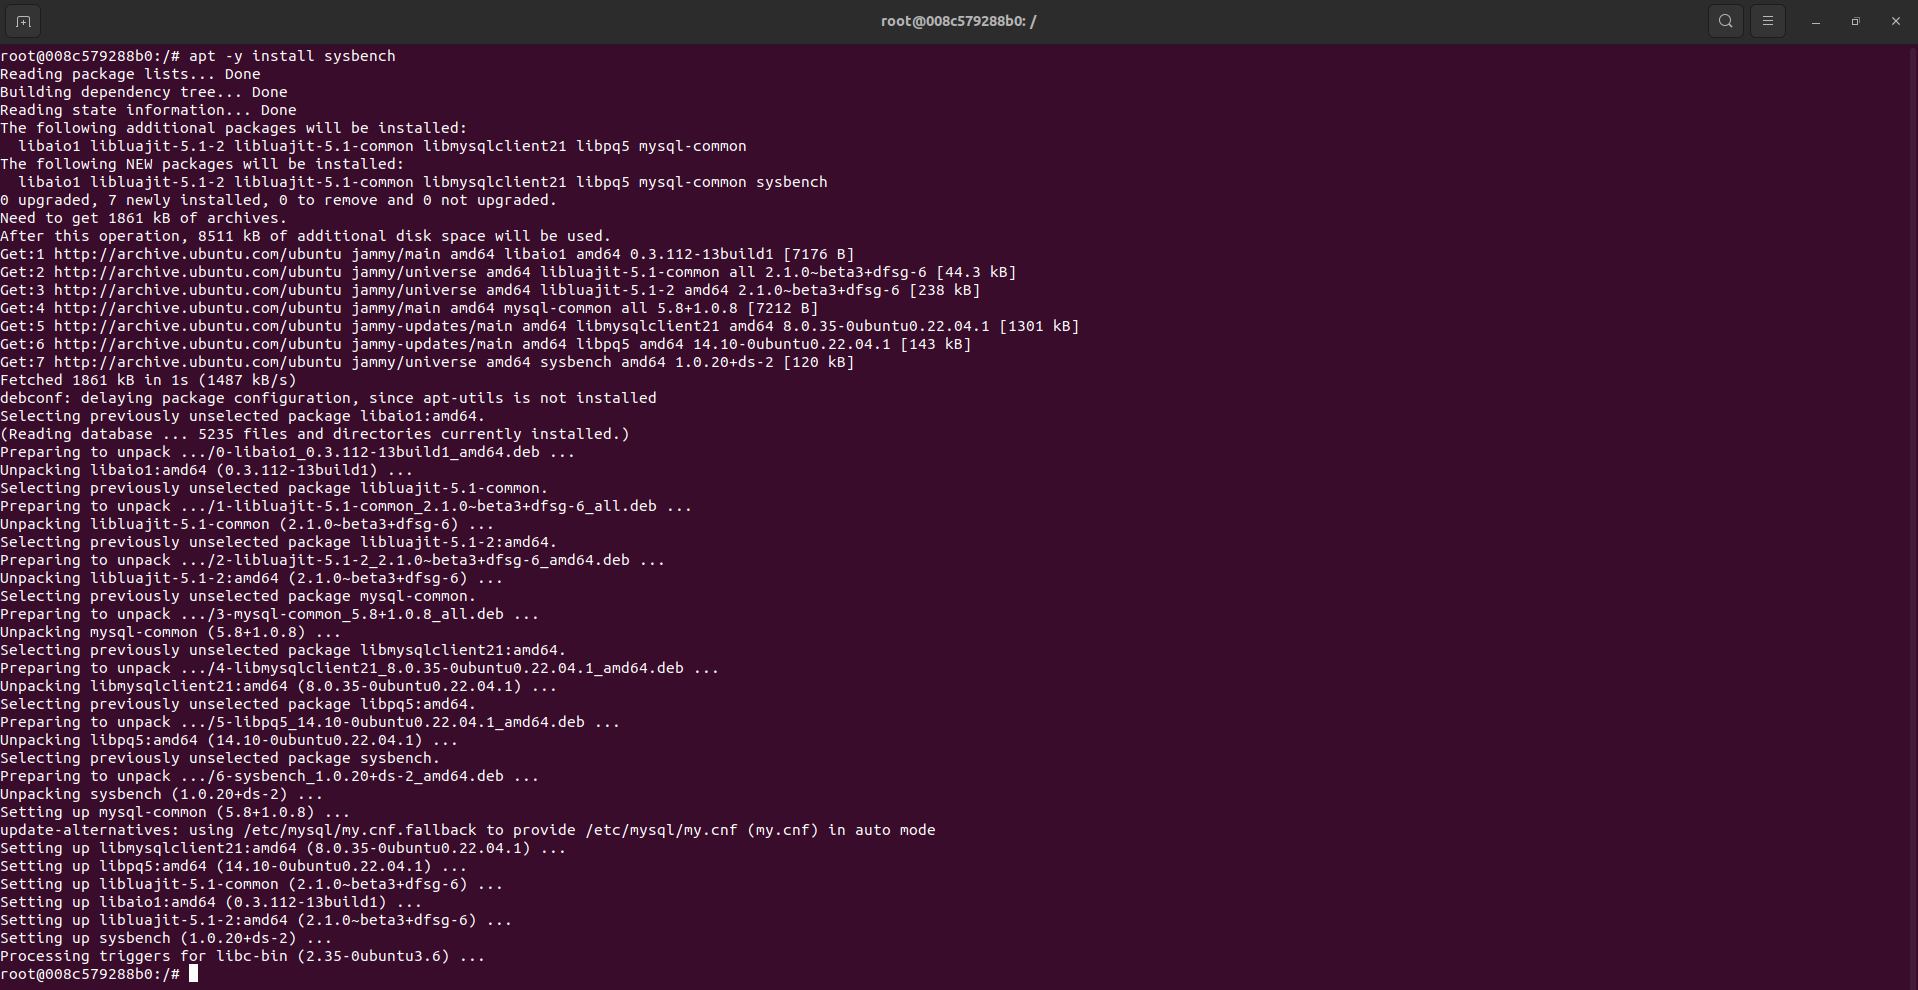 root@008c579288b0: /
root@008c579288b0:/# apt -y install sysbench
Reading package lists... Done
Building dependency tree... Done
Reading state information... Done
The following additional packages will be installed:
  libaio1 libluajit-5.1-2 libluajit-5.1-common libmysqlclient21 libpq5 mysql-common
The following NEW packages will be installed:
  libaio1 libluajit-5.1-2 libluajit-5.1-common libmysqlclient21 libpq5 mysql-common sysbench
0 upgraded, 7 newly installed, 0 to remove and 0 not upgraded.
Need to get 1861 kB of archives.
After this operation, 8511 kB of additional disk space will be used.
Get:1 http://archive.ubuntu.com/ubuntu jammy/main amd64 libaio1 amd64 0.3.112-13build1 [7176 B]
Get:2 http://archive.ubuntu.com/ubuntu jammy/universe amd64 libluajit-5.1-common all 2.1.0~beta3+dfsg-6 [44.3 kB]
Get:3 http://archive.ubuntu.com/ubuntu jammy/universe amd64 libluajit-5.1-2 amd64 2.1.0~beta3+dfsg-6 [238 kB]
Get:4 http://archive.ubuntu.com/ubuntu jammy/main amd64 mysql-common all 5.8+1.0.8 [7212 B]
Get:5 http://archive.ubuntu.com/ubuntu jammy-updates/main amd64 libmysqlclient21 amd64 8.0.35-0ubuntu0.22.04.1 [1301 kB]
Get:6 http://archive.ubuntu.com/ubuntu jammy-updates/main amd64 libpq5 amd64 14.10-0ubuntu0.22.04.1 [143 kB]
Get:7 http://archive.ubuntu.com/ubuntu jammy/universe amd64 sysbench amd64 1.0.20+ds-2 [120 kB]
Fetched 1861 kB in 1s (1487 kB/s)
debconf: delaying package configuration, since apt-utils is not installed
Selecting previously unselected package libaio1:amd64.
(Reading database ... 5235 files and directories currently installed.)
Preparing to unpack .../0-libaio1_0.3.112-13build1_amd64.deb ...
Unpacking libaio1:amd64 (0.3.112-13build1) ...
Selecting previously unselected package libluajit-5.1-common.
Preparing to unpack .../1-libluajit-5.1-common_2.1.0~beta3+dfsg-6_all.deb ...
Unpacking libluajit-5.1-common (2.1.0~beta3+dfsg-6) ...
Selecting previously unselected package libluajit-5.1-2:amd64.
Preparing to unpack .../2-libluajit-5.1-2_2.1.0~beta3+dfsg-6_amd64.deb ...
Unpacking libluajit-5.1-2:amd64 (2.1.0~beta3+dfsg-6) ...
Selecting previously unselected package mysql-common.
Preparing to unpack .../3-mysql-common_5.8+1.0.8_all.deb ...
Unpacking mysql-common (5.8+1.0.8) ...
Selecting previously unselected package libmysqlclient21:amd64.
Preparing to unpack .../4-libmysqlclient21_8.0.35-0ubuntu0.22.04.1_amd64.deb ...
Unpacking libmysqlclient21:amd64 (8.0.35-0ubuntu0.22.04.1) ...
Selecting previously unselected package libpq5:amd64.
Preparing to unpack .../5-libpq5_14.10-0ubuntu0.22.04.1_amd64.deb ...
Unpacking libpq5:amd64 (14.10-0ubuntu0.22.04.1) ...
Selecting previously unselected package sysbench.
Preparing to unpack .../6-sysbench_1.0.20+ds-2_amd64.deb ...
Unpacking sysbench (1.0.20+ds-2) ...
Setting up mysql-common (5.8+1.0.8) ...
update-alternatives: using /etc/mysql/my.cnf.fallback to provide /etc/mysql/my.cnf (my.cnf) in auto mode
Setting up libmysqlclient21:amd64 (8.0.35-0ubuntu0.22.04.1) ...
Setting up libpq5:amd64 (14.10-0ubuntu0.22.04.1) ...
Setting up libluajit-5.1-common (2.1.0~beta3+dfsg-6) ...
Setting up libaio1:amd64 (0.3.112-13build1) ...
Setting up libluajit-5.1-2:amd64 (2.1.0~beta3+dfsg-6) ...
Setting up sysbench (1.0.20+ds-2) ...
Processing triggers for libc-bin (2.35-0ubuntu3.6) ...
root@008c579288b0:/#